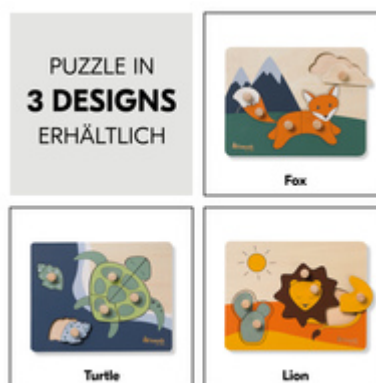 PUZZLE IN
3 DESIGNS
ERHÄLTLICH
Fox
Turtle
Lion